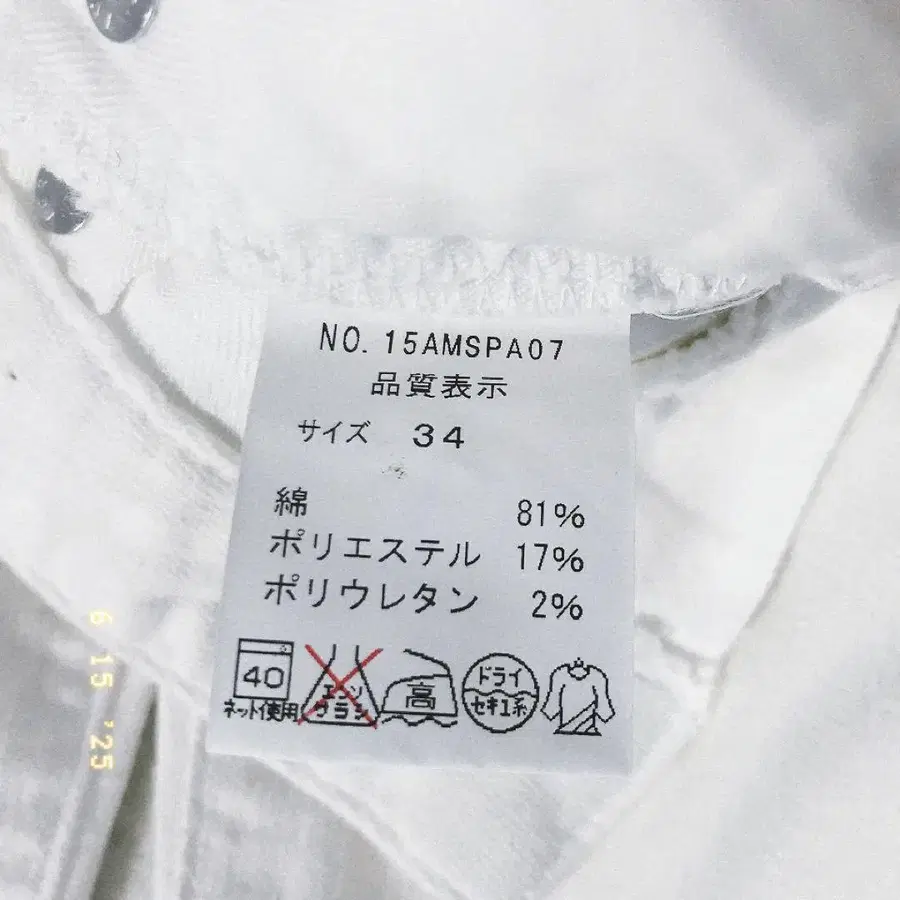 NO. 15AMSPA07
品質表示
サイズ 34
綿 81%
ポリエステル 17%
ポリウレタン 2%
40
ネット使用
エンソ
サラシ
高
ドライ
セキユ系
6 15 '25